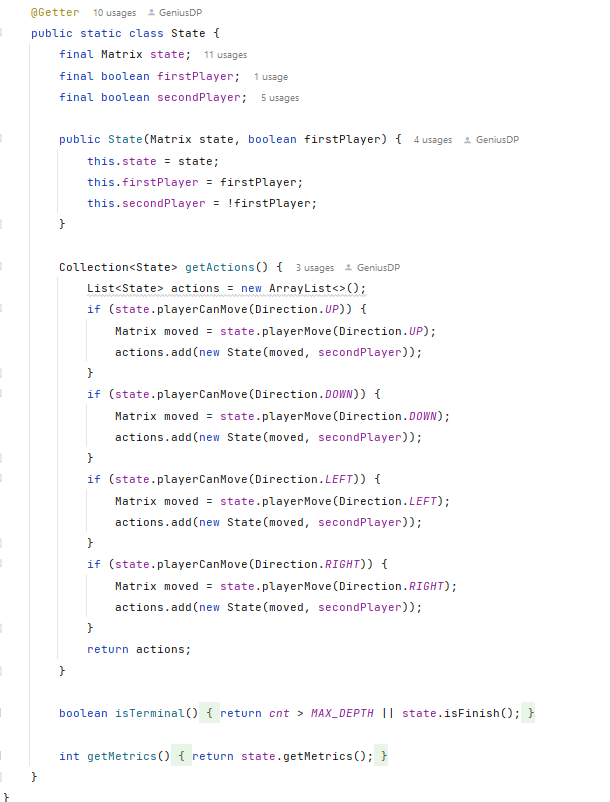 @Getter 10 usages GeniusDP
public static class State {
final Matrix state; 11 usages
final boolean firstPlayer; 1 usage
final boolean secondPlayer; 5 usages
public State(Matrix state, boolean firstPlayer) { 4 usages GeniusDP
this.state = state;
this.firstPlayer = firstPlayer;
this.secondPlayer = !firstPlayer;
}
Collection<State> getActions() { 3 usages GeniusDP
List<State> actions = new ArrayList<>();
if (state.playerCanMove(Direction.UP)) {
Matrix moved = state.playerMove(Direction.UP);
actions.add(new State(moved, secondPlayer));
}
if (state.playerCanMove(Direction.DOWN)) {
Matrix moved = state.playerMove(Direction.DOWN);
actions.add(new State(moved, secondPlayer));
}
if (state.playerCanMove(Direction.LEFT)) {
Matrix moved = state.playerMove(Direction.LEFT);
actions.add(new State(moved, secondPlayer));
}
if (state.playerCanMove(Direction.RIGHT)) {
Matrix moved = state.playerMove(Direction.RIGHT);
actions.add(new State(moved, secondPlayer));
}
return actions;
}
boolean isTerminal() { return cnt > MAX_DEPTH || state.isFinish(); }
int getMetrics() { return state.getMetrics(); }
}
}